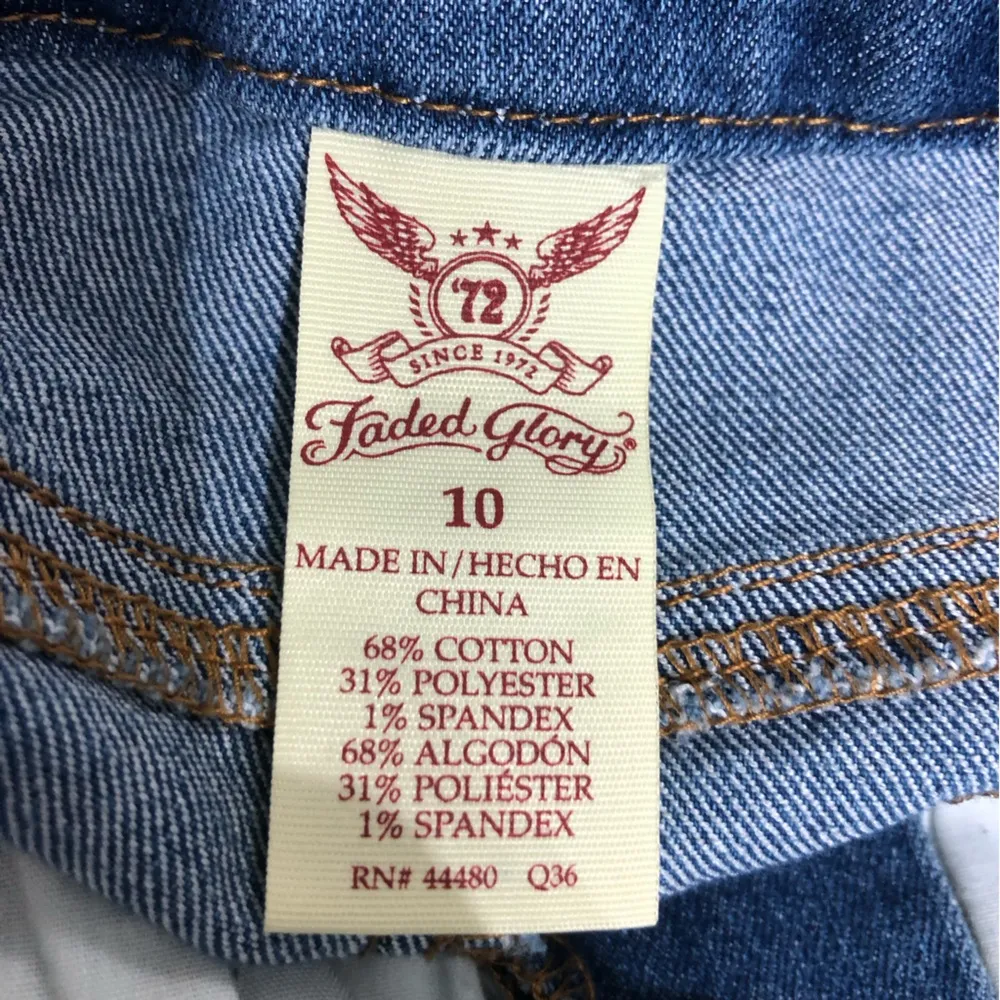 '72
SINCE 1972
Faded Glory®
10
MADE IN/HECHO EN
CHINA
68% COTTON
31% POLYESTER
1% SPANDEX
68% ALGODÓN
31% POLIÉSTER
1% SPANDEX
RN# 44480 Q36